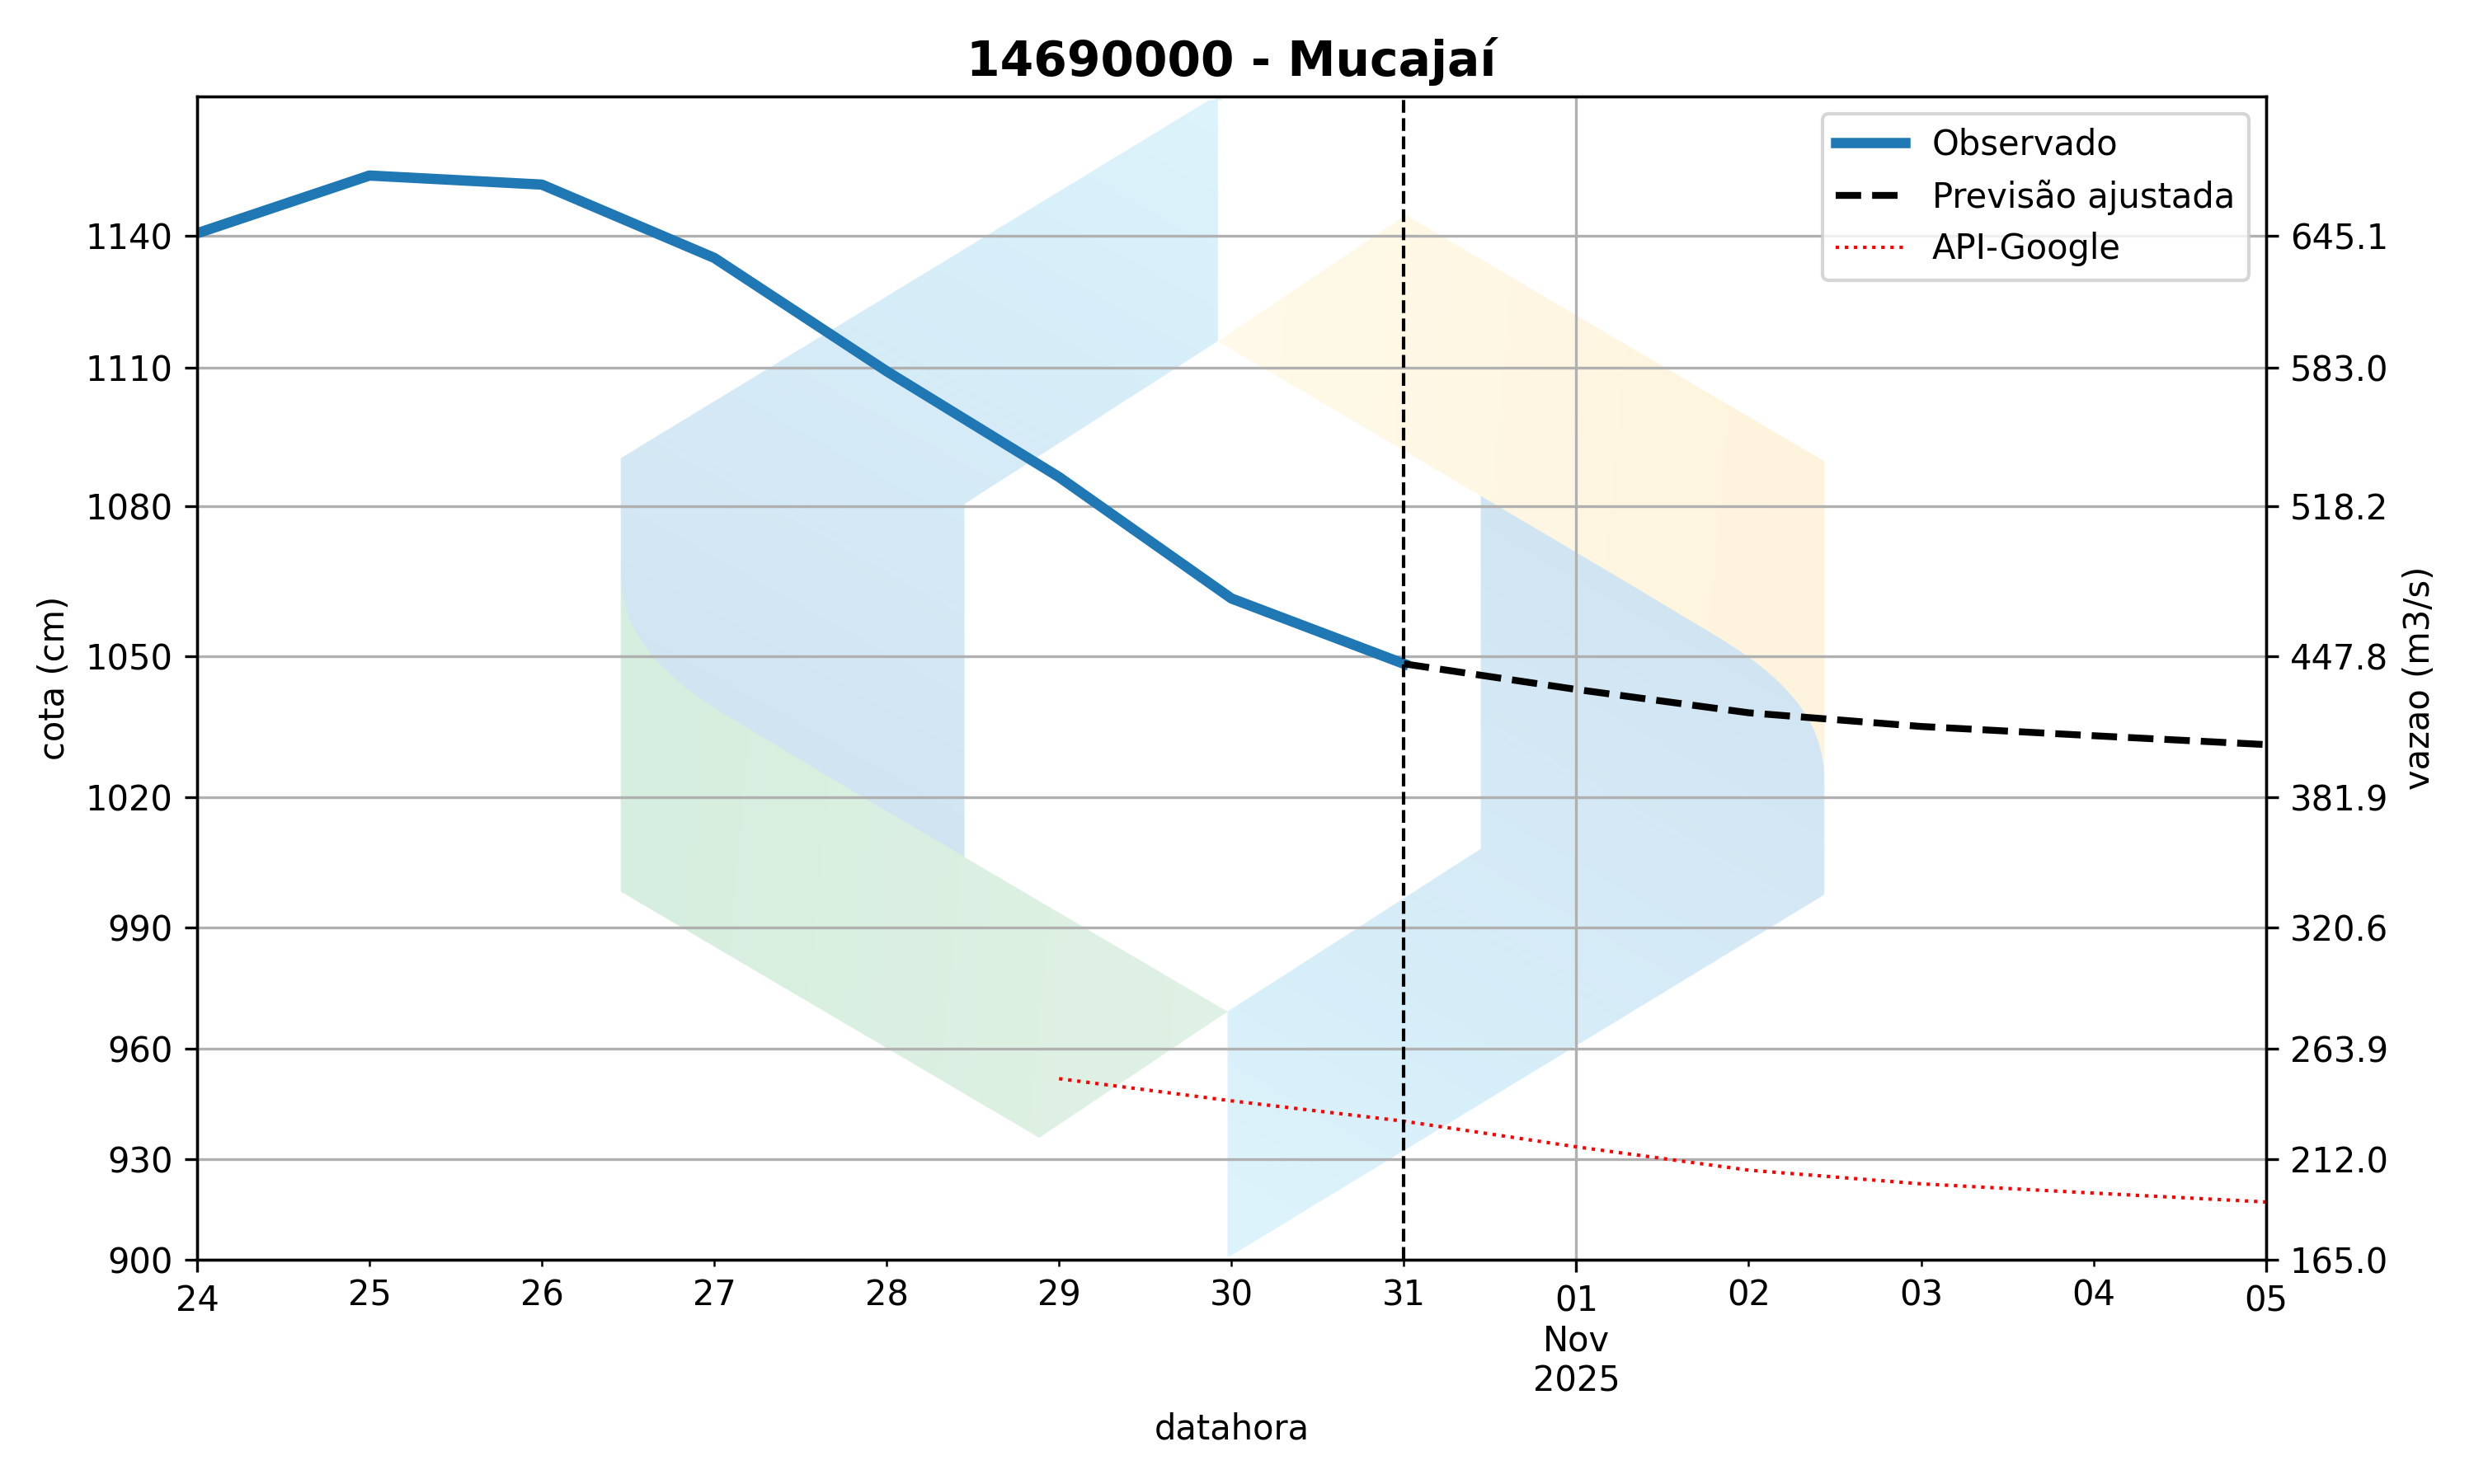 14690000 - Mucajaí
Observado
Previsão ajustada
API-Google
1140
1110
1080
1050
1020
990
960
930
900
cota (cm)
645.1
583.0
518.2
447.8
381.9
320.6
263.9
212.0
165.0
vazao (m3/s)
24 25 26 27 28 29 30 31 01 02 03 04 05
Nov
2025
datahora